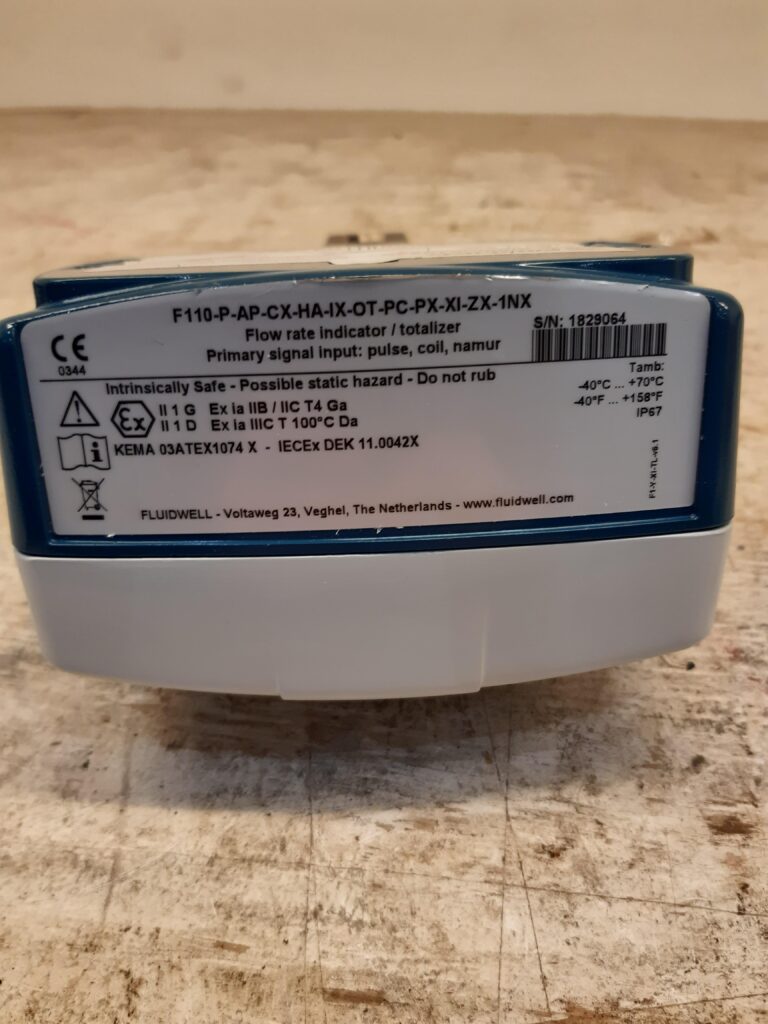 F110-P-AP-CX-HA-IX-OT-PC-PX-XI-ZX-1NX
Flow rate indicator / totalizer
Primary signal input: pulse, coil, namur
S/N: 1829064
CE
0344
Intrinsically Safe - Possible static hazard - Do not rub
Tamb:
-40°C ... +70°C
-40°F ... +158°F
IP67
Ex
II 1 G Ex ia IIB / IIC T4 Ga
II 1 D Ex ia IIIC T 100°C Da
i
KEMA 03ATEX1074 X - IECEx DEK 11.0042X
FLUIDWELL - Voltaweg 23, Veghel, The Netherlands - www.fluidwell.com